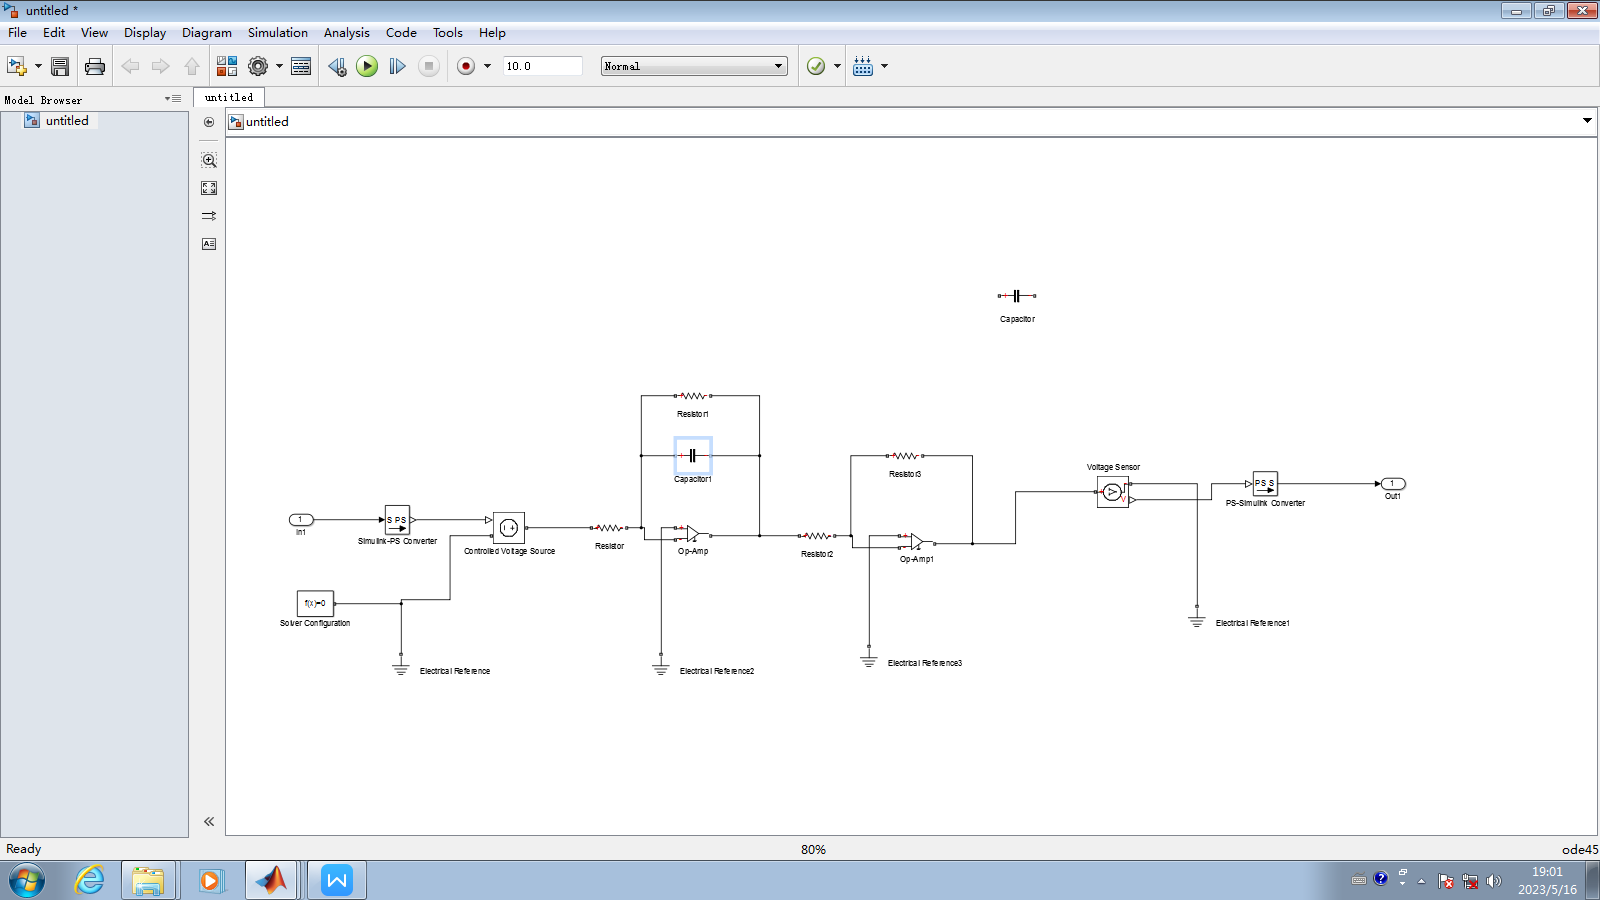 untitled *
File Edit View Display Diagram Simulation Analysis Code Tools Help
10.0
Normal
Model Browser
untitled
untitled
untitled
Capacitor
Resistor1
Capacitor1
Resistor3
Voltage Sensor
V
PS S
PS-Simulink Converter
1
Out1
1
In1
S PS
Simulink-PS Converter
Controlled Voltage Source
Resistor
Op-Amp
Resistor2
Op-Amp1
f(x)=0
Solver Configuration
Electrical Reference
Electrical Reference2
Electrical Reference3
Electrical Reference1
Ready
80%
ode45
19:01
2023/5/16